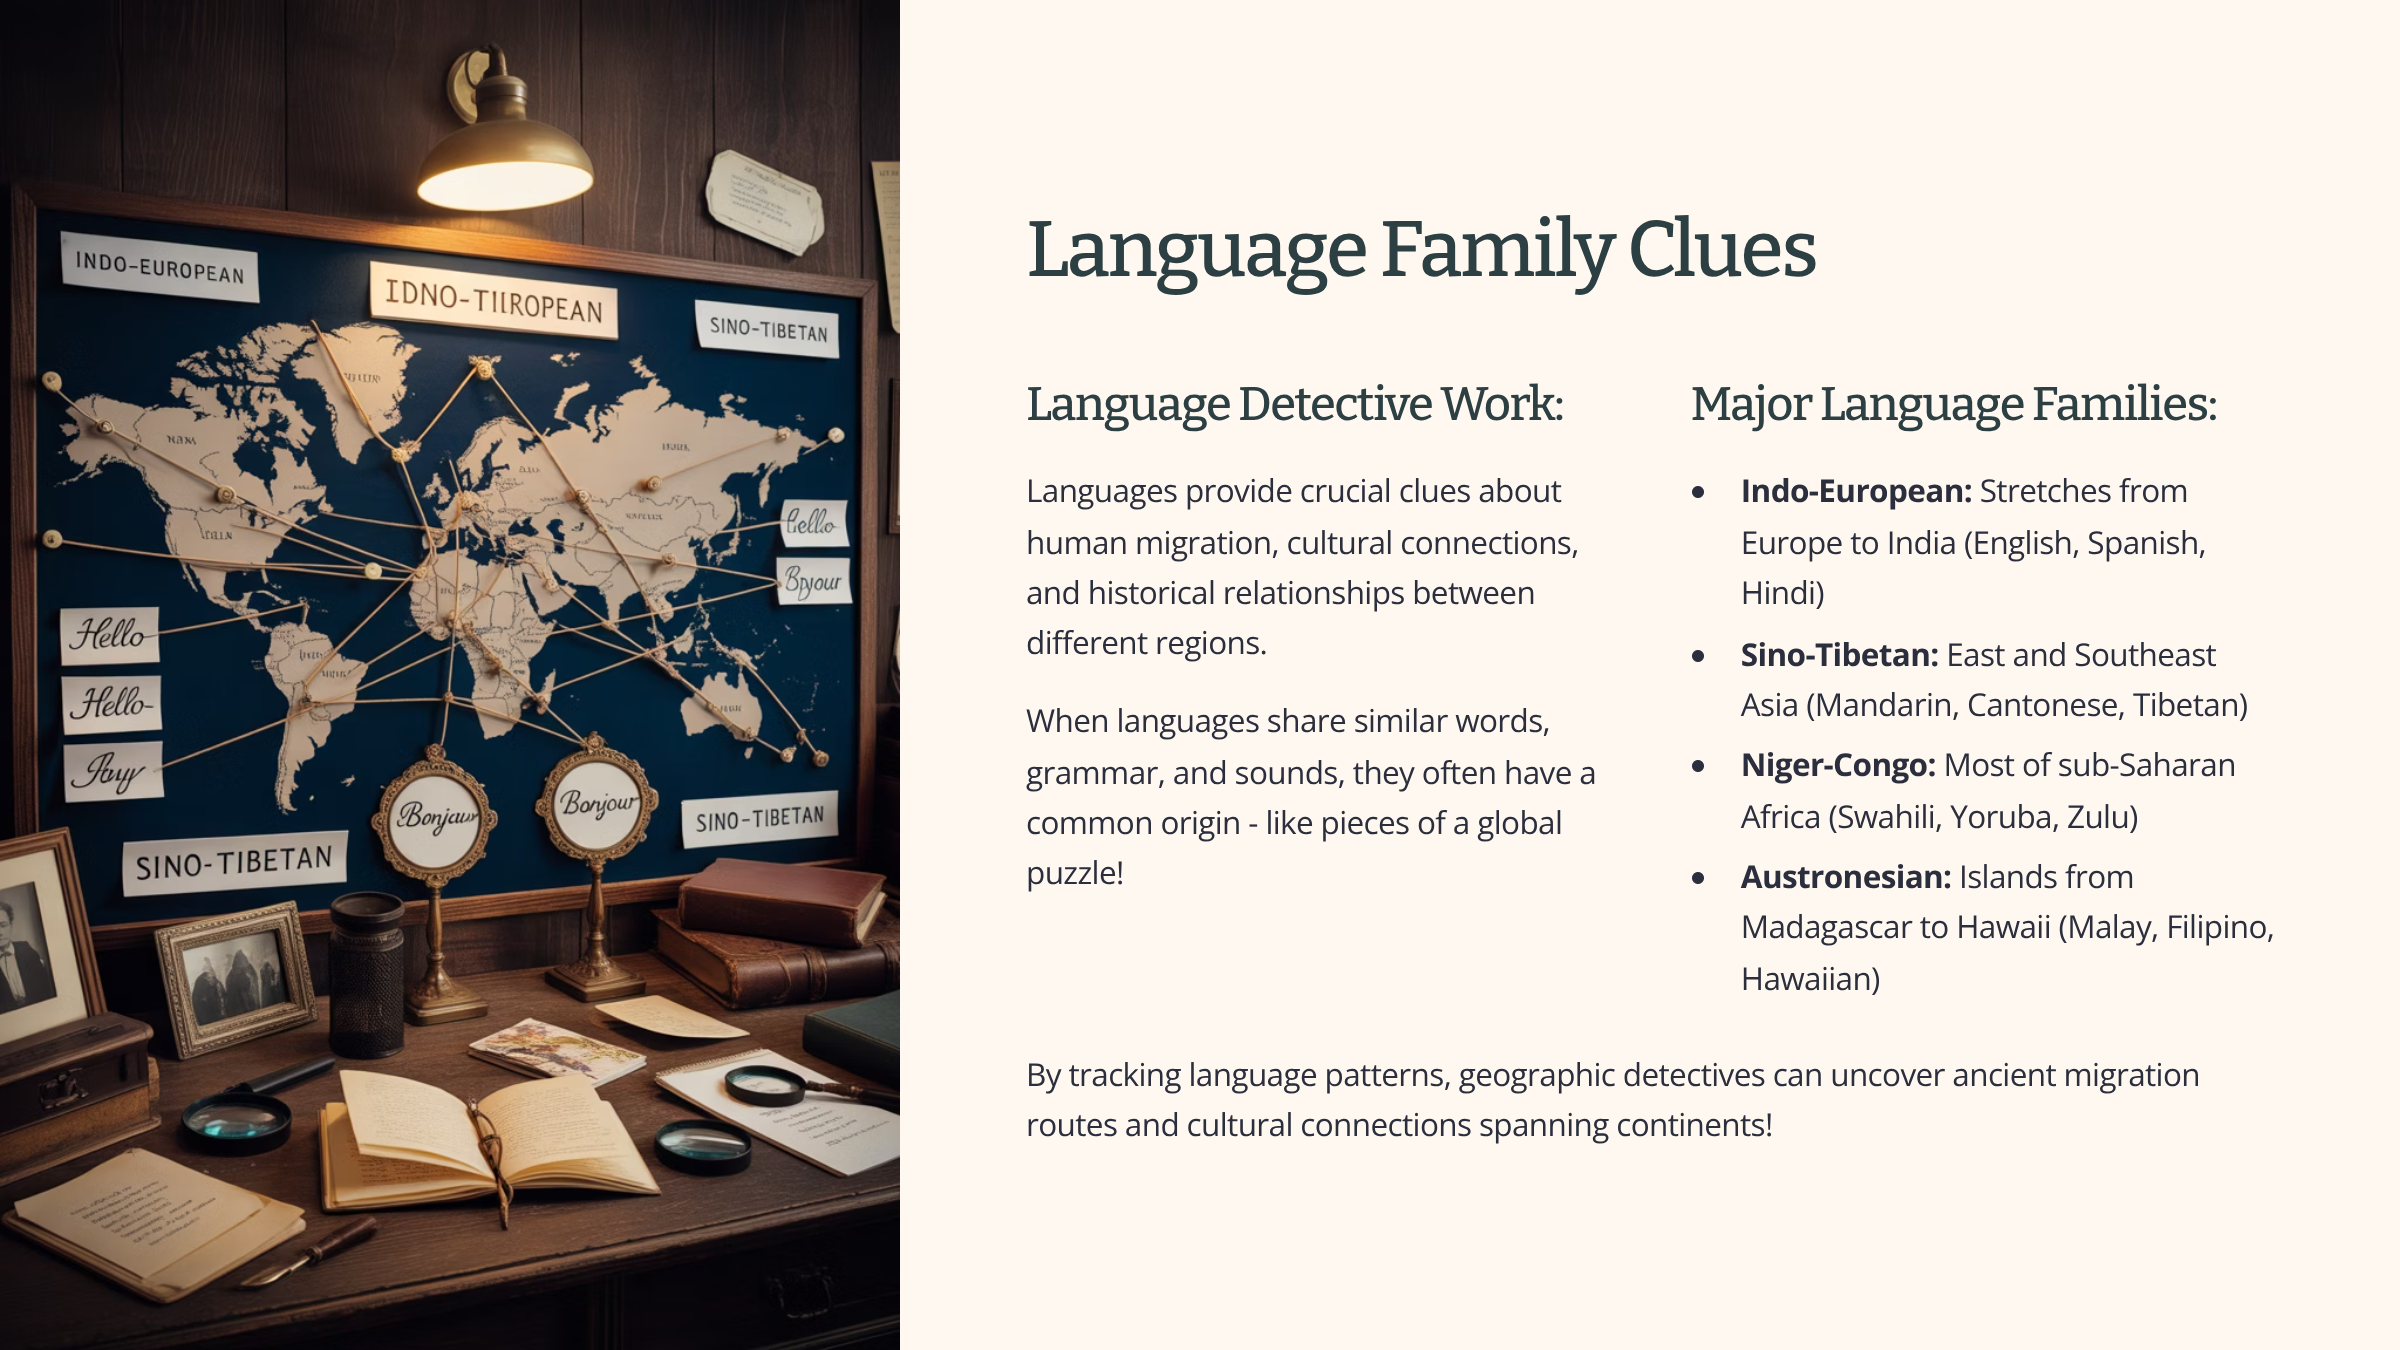 INDO-EUROPEAN
IDNO-TIIROPEAN
SINO-TIBETAN
Hello
Hello-
Bonjour
SINO-TIBETAN
SINO-TIBETAN
Language Family Clues
Language Detective Work:
Languages provide crucial clues about
human migration, cultural connections,
and historical relationships between
different regions.
When languages share similar words,
grammar, and sounds, they often have a
common origin - like pieces of a global
puzzle!
Major Language Families:
• Indo-European: Stretches from
Europe to India (English, Spanish,
Hindi)
• Sino-Tibetan: East and Southeast
Asia (Mandarin, Cantonese, Tibetan)
• Niger-Congo: Most of sub-Saharan
Africa (Swahili, Yoruba, Zulu)
• Austronesian: Islands from
Madagascar to Hawaii (Malay, Filipino,
Hawaiian)
By tracking language patterns, geographic detectives can uncover ancient migration
routes and cultural connections spanning continents!